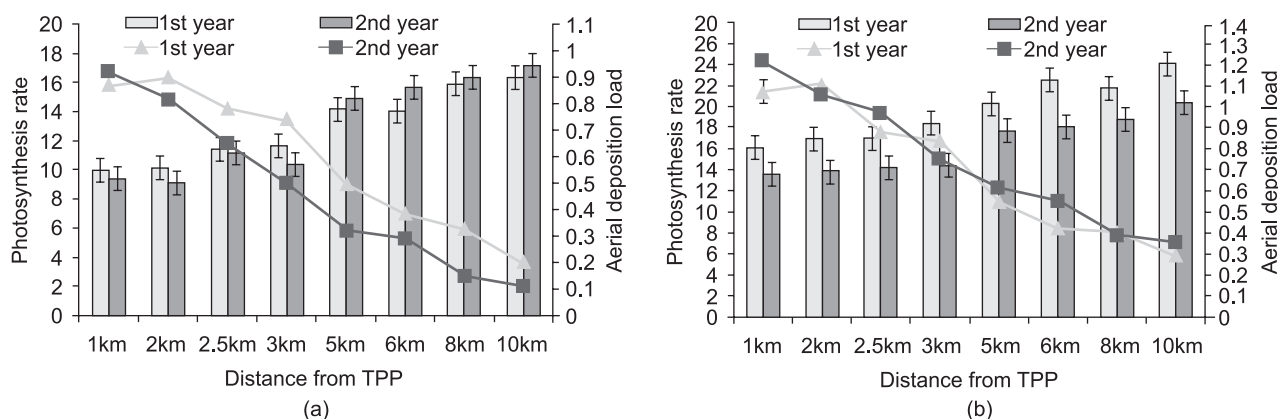 1st year
2nd year
1st year
2nd year
Photosynthesis rate
20
18
16
14
12
10
8
6
4
2
0
1
0.9
0.8
0.7
0.6
0.5
0.4
0.3
0.2
0.1
0
Aerial deposition load
1km 2km 2.5km 3km 5km 6km 8km 10km
Distance from TPP
(a)
1st year
2nd year
1st year
2nd year
Photosynthesis rate
28
26
24
22
20
18
16
14
12
10
8
6
4
2
0
1.4
1.3
1.2
1.1
1
0.9
0.8
0.7
0.6
0.5
0.4
0.3
0.2
0.1
0
Aerial deposition load
1km 2km 2.5km 3km 5km 6km 8km 10km
Distance from TPP
(b)